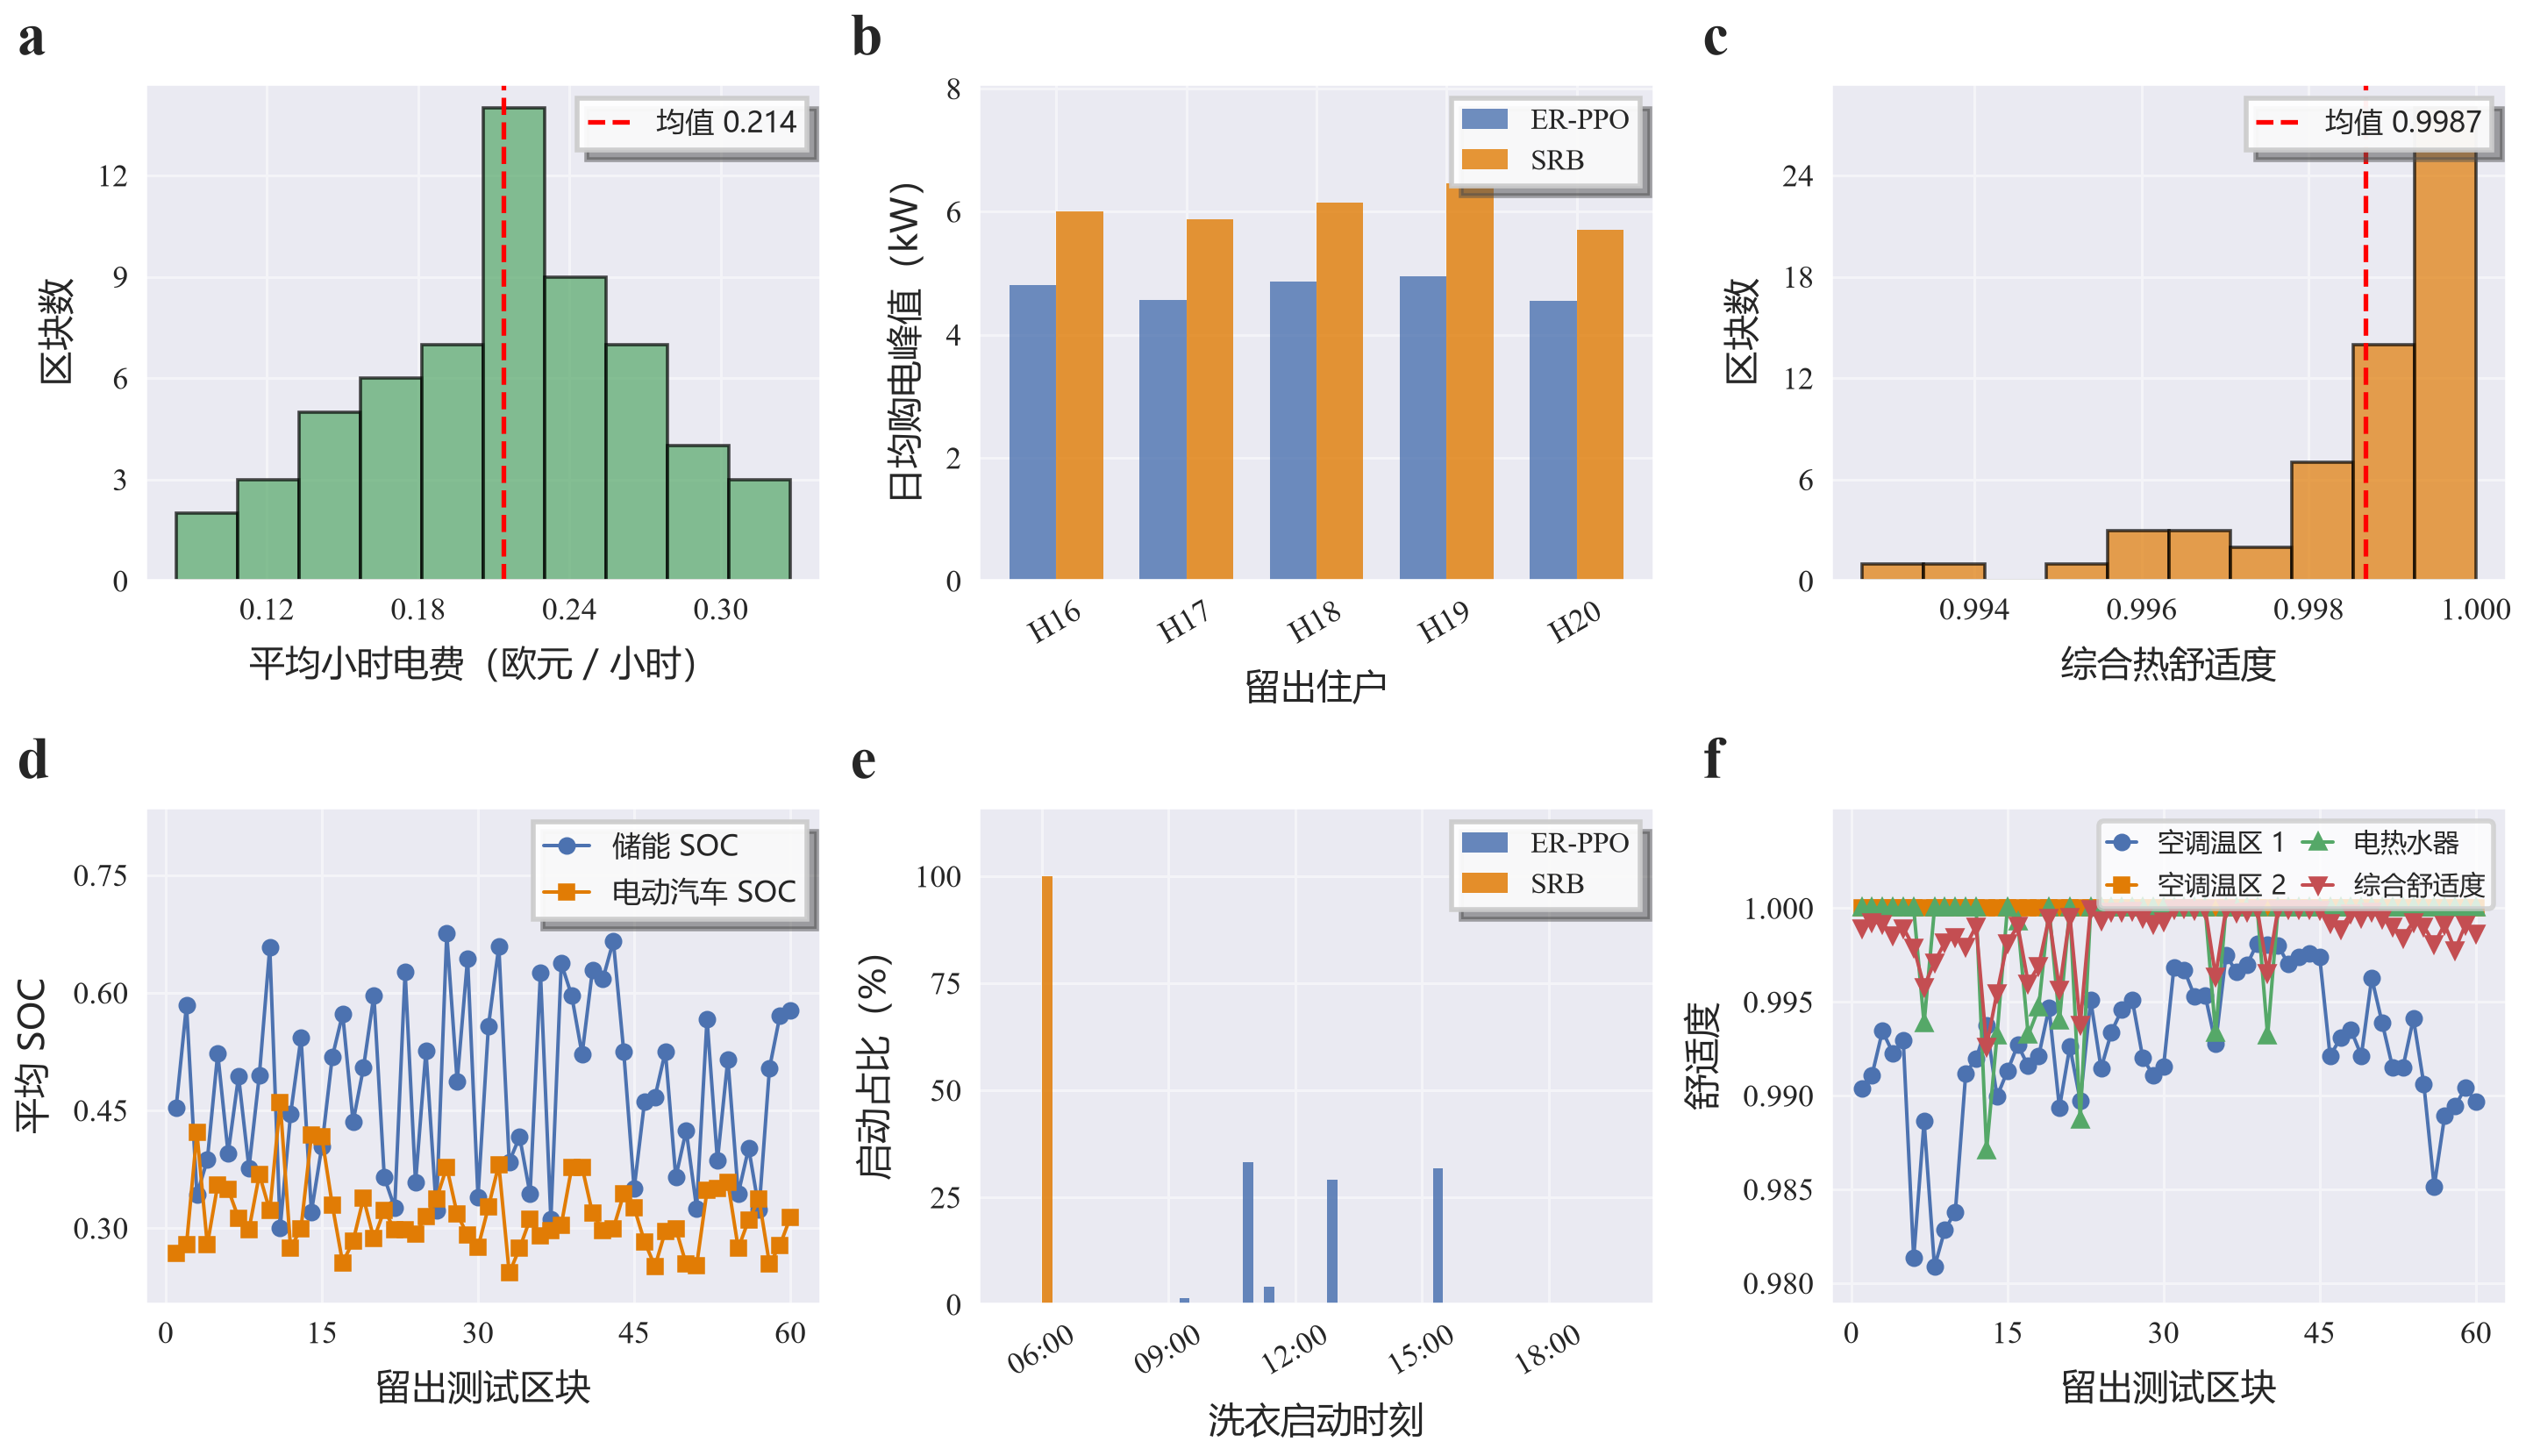 a
均值 0.214
区块数
12
9
6
3
0
0.12 0.18 0.24 0.30
平均小时电费（欧元 / 小时）
b
ER-PPO
SRB
日均购电峰值（kW）
8
6
4
2
0
H16 H17 H18 H19 H20
留出住户
c
均值 0.9987
区块数
24
18
12
6
0
0.994 0.996 0.998 1.000
综合热舒适度
d
储能 SOC
电动汽车 SOC
平均 SOC
0.75
0.60
0.45
0.30
0 15 30 45 60
留出测试区块
e
ER-PPO
SRB
启动占比（%）
100
75
50
25
0
06:00 09:00 12:00 15:00 18:00
洗衣启动时刻
f
空调温区 1 电热水器
空调温区 2 综合舒适度
舒适度
1.000
0.995
0.990
0.985
0.980
0 15 30 45 60
留出测试区块